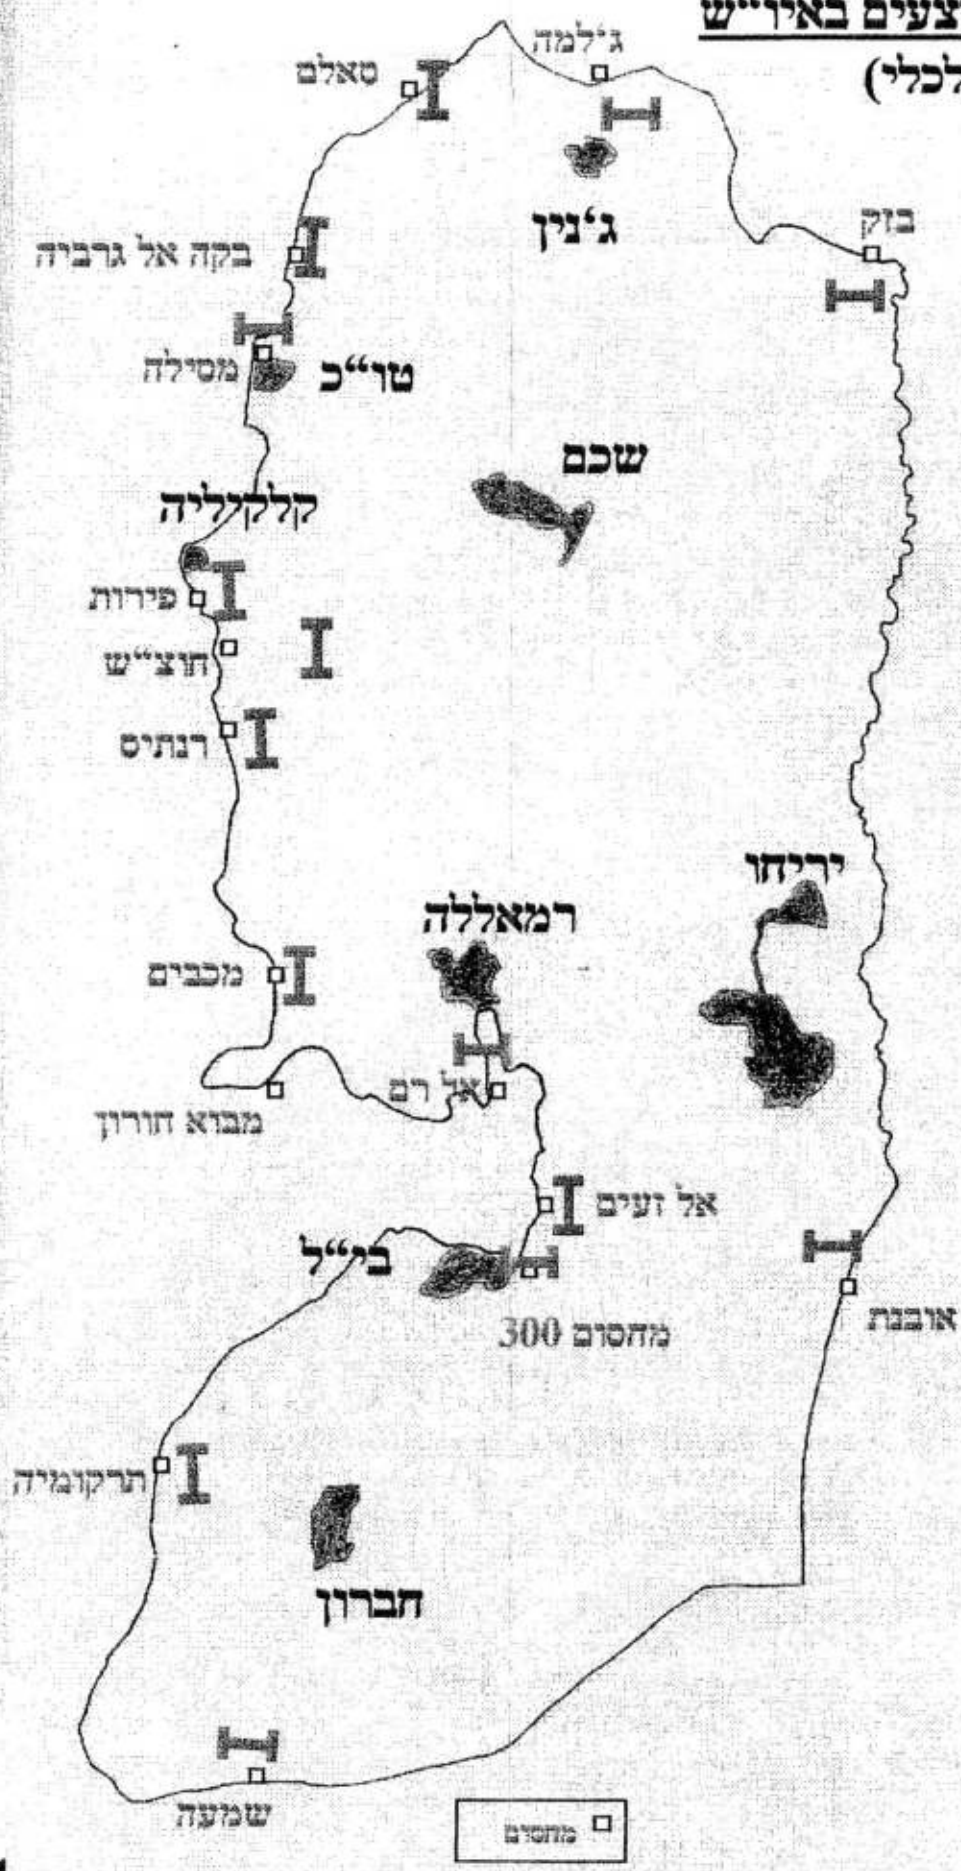 באיו״ש
לכלי)
ג׳למה
סאלם
ג׳נין
בזק
בקה אל גרביה
מסילה
טו״כ
שכם
קלקיליה
פירות
חוצ״ש
רנתיס
יריחו
רמאללה
מכבים
אל רם
מבוא חורון
אל זעים
בי״ל
מחסום 300
אובנת
תרקומיה
חברון
שמעה
מחסום